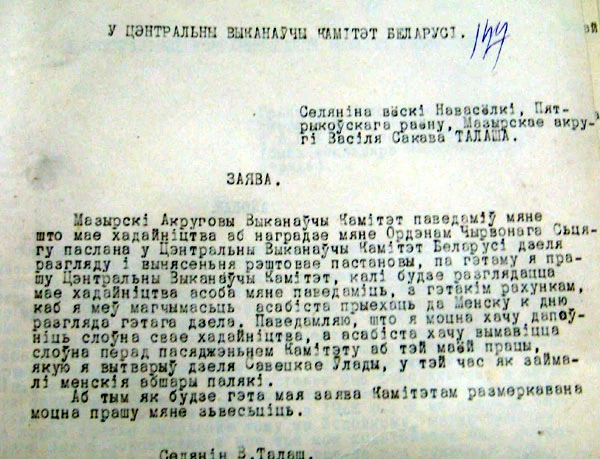 У ЦЭНТРАЛЬНЫ ВЫКАНАЎЧЫ КАМІТЭТ БЕЛАРУСІ.
Селяніна вёскі Навасёлкі, Пят-
рыкоўскага раёну, Мазырскае акру-
гі Васіля Сакава ТАЛАША.
ЗАЯВА.
Мазырскі Акруговы Выканаўчы Камітэт паведаміў мяне
што мае хадайніцтва аб наградзе мяне Ордэнам Чырвонага Сьця-
гу паслана у Цэнтральны Выканаўчы Камітэт Беларусі дзеля
разгляду і вынясеньня рэштовае пастановы, па гэтаму я пра-
шу Цэнтральны Выканаўчы Камітэт, калі будзе разглядацца
мае хадайніцтва асоба мяне паведаміць, з гэтакім рахункам,
каб я меў магчымасьць асабіста прыехаць да Менску к дню
разгляда гэтага дзела. Паведамляю, што я моцна хачу дапоў-
ніць слоўна свае хадайніцтва, а асабіста хачу вымавіцца
слоўна перад пасяджэньнем Камітэту аб тэй маёй працы,
якую я вытварыў дзеля Савецкае Улады, у тэй час як займа-
лі менскія абшары палякі.
Аб тым як будзе гэта мая заява Камітэтам размеркавана
моцна прашу мяне зьвесьціць.
Селянін В.Талаш.